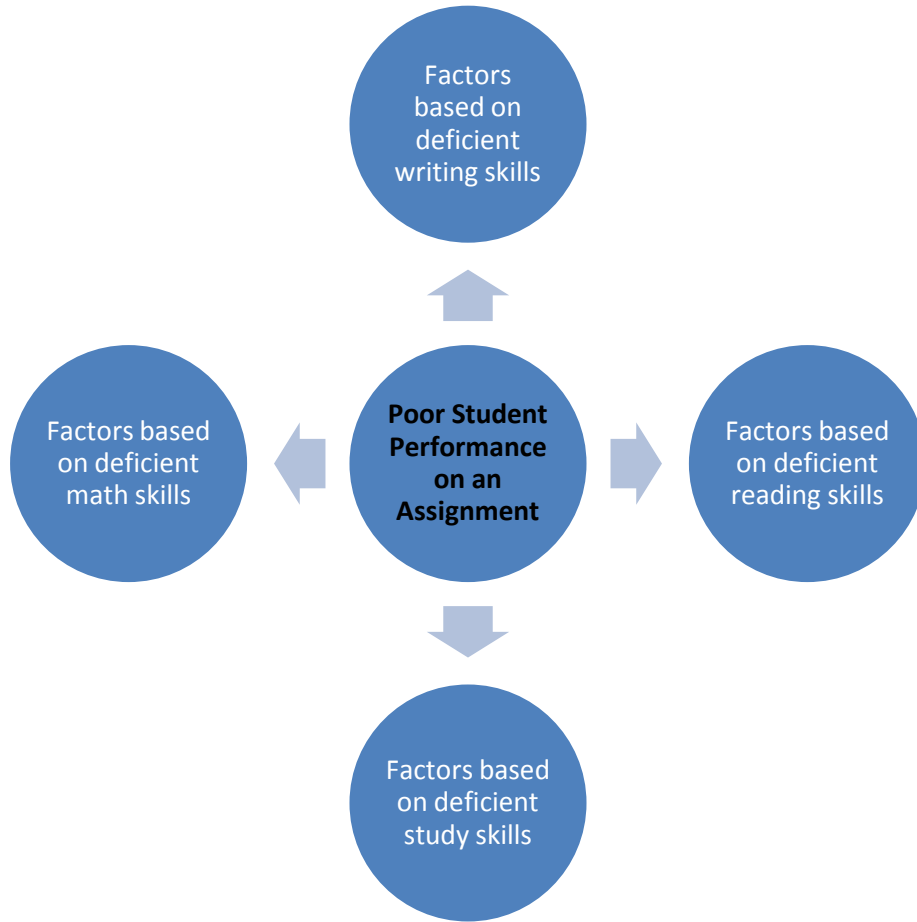 Factors
based on
deficient
writing skills
Factors based
on deficient
math skills
Poor Student
Performance
on an
Assignment
Factors based
on deficient
reading skills
Factors based
on deficient
study skills